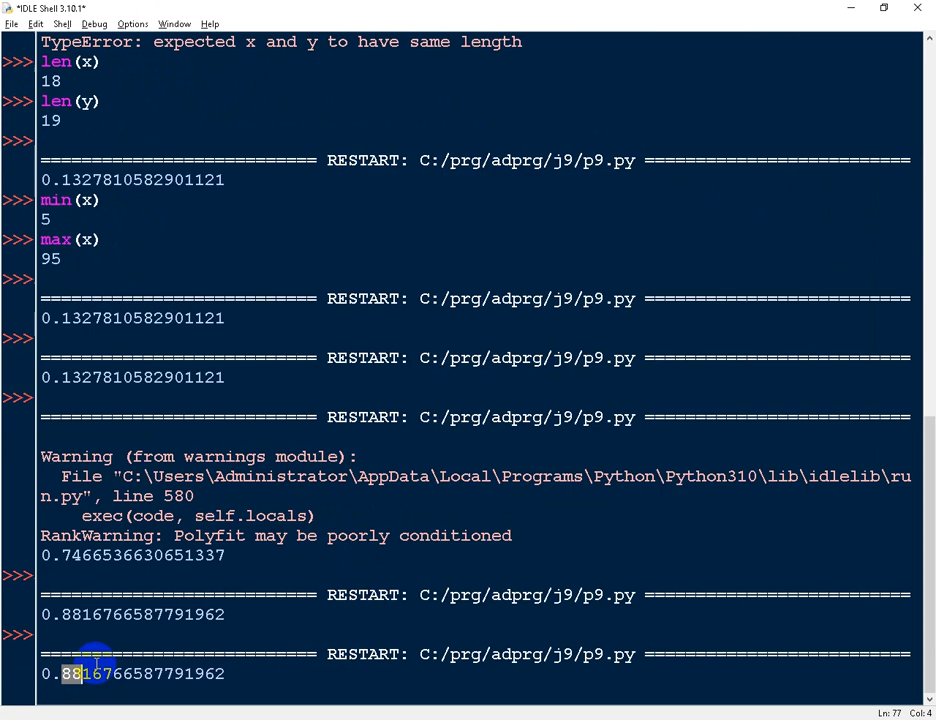 *IDLE Shell 3.10.1*
File Edit Shell Debug Options Window Help
TypeError: expected x and y to have same length
>>> len(x)
18
>>> len(y)
19
>>>
=========================== RESTART: C:/prg/adprg/j9/p9.py ==========================
0.1327810582901121
>>> min(x)
5
>>> max(x)
95
>>>
=========================== RESTART: C:/prg/adprg/j9/p9.py ==========================
0.1327810582901121
>>>
=========================== RESTART: C:/prg/adprg/j9/p9.py ==========================
0.1327810582901121
>>>
=========================== RESTART: C:/prg/adprg/j9/p9.py ==========================
Warning (from warnings module):
File "C:\Users\Administrator\AppData\Local\Programs\Python\Python310\lib\idlelib\ru
n.py", line 580
exec(code, self.locals)
RankWarning: Polyfit may be poorly conditioned
0.7466536630651337
>>>
=========================== RESTART: C:/prg/adprg/j9/p9.py ==========================
0.8816766587791962
>>>
=========================== RESTART: C:/prg/adprg/j9/p9.py ==========================
0.8816766587791962
Ln: 77 Col: 4